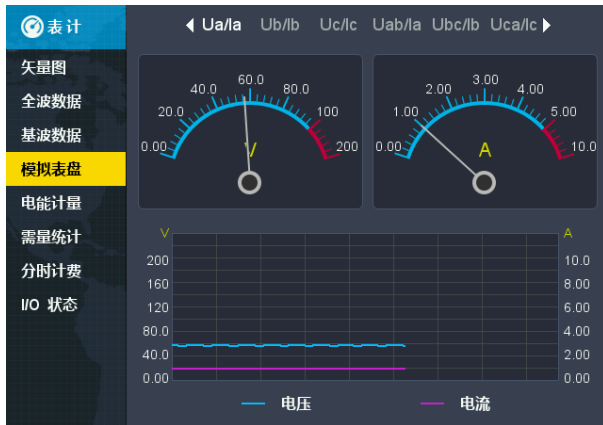 表计
Ua/Ia Ub/Ib Uc/Ic Uab/Ia Ubc/Ib Uca/Ic
矢量图
全波数据
基波数据
模拟表盘
电能计量
需量统计
分时计费
I/O 状态
0.00 20.0 40.0 60.0 80.0 100 200
V
0.00 1.00 2.00 3.00 4.00 5.00 10.0
A
V A
200 10.0
160 8.00
120 6.00
80.0 4.00
40.0 2.00
0.00 0.00
电压 电流